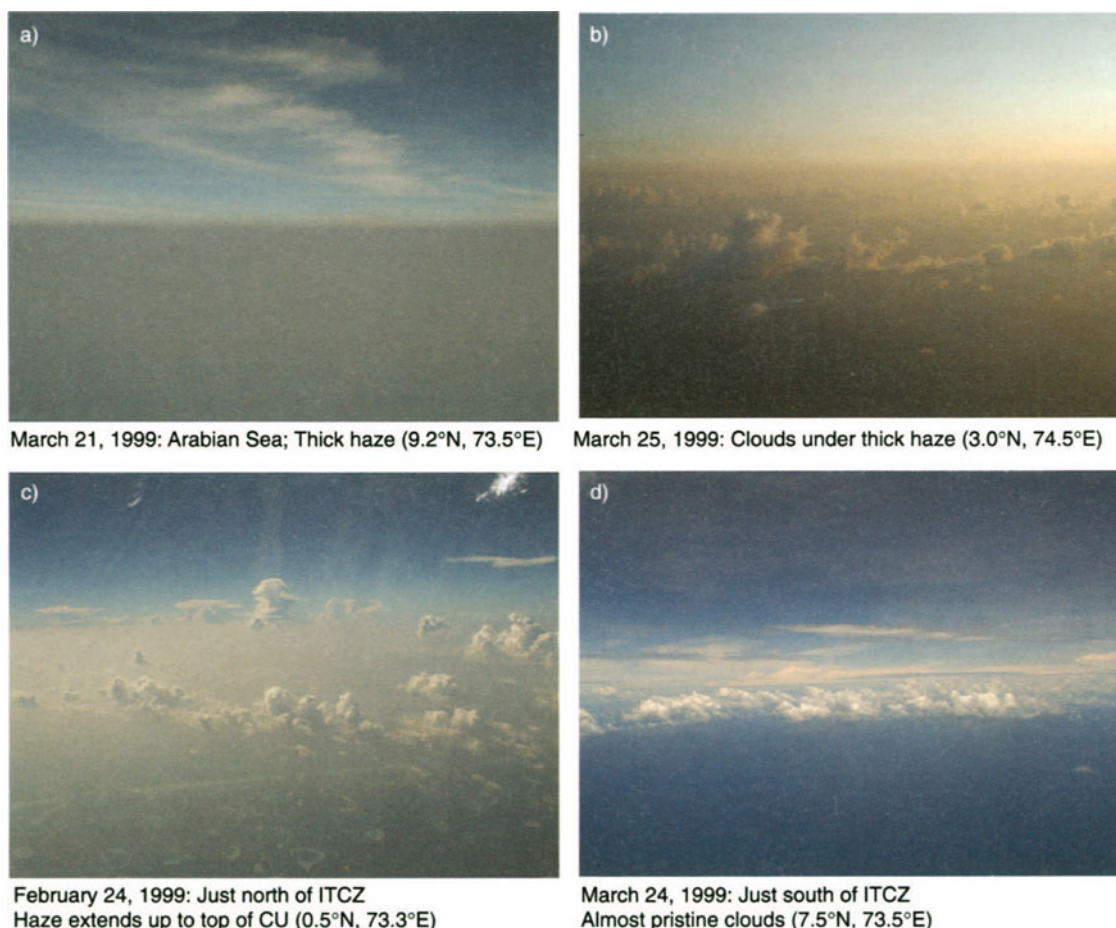 a)
b)
March 21, 1999: Arabian Sea; Thick haze (9.2°N, 73.5°E)
March 25, 1999: Clouds under thick haze (3.0°N, 74.5°E)
c)
d)
February 24, 1999: Just north of ITCZ
Haze extends up to top of CU (0.5°N, 73.3°E)
March 24, 1999: Just south of ITCZ
Almost pristine clouds (7.5°N, 73.5°E)